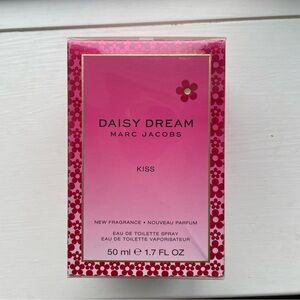 DAISY DREAM
MARC JACOBS
KISS
NEW FRAGRANCE • NOUVEAU PARFUM
EAU DE TOILETTE SPRAY
EAU DE TOILETTE VAPORISATEUR
50 ml ℮ 1.7 FL OZ